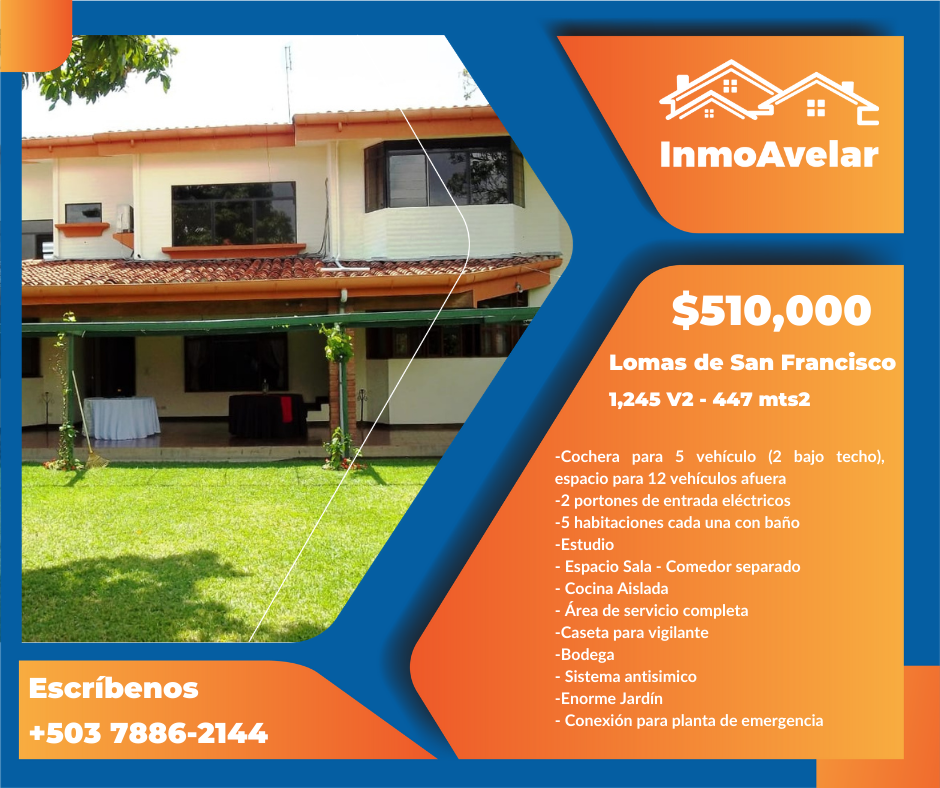 InmoAvelar
$510,000
Lomas de San Francisco
1,245 V2 - 447 mts2
-Cochera para 5 vehículo (2 bajo techo),
espacio para 12 vehículos afuera
-2 portones de entrada eléctricos
-5 habitaciones cada una con baño
-Estudio
- Espacio Sala - Comedor separado
- Cocina Aislada
- Área de servicio completa
-Caseta para vigilante
-Bodega
- Sistema antisimico
-Enorme Jardín
- Conexión para planta de emergencia
Escríbenos
+503 7886-2144